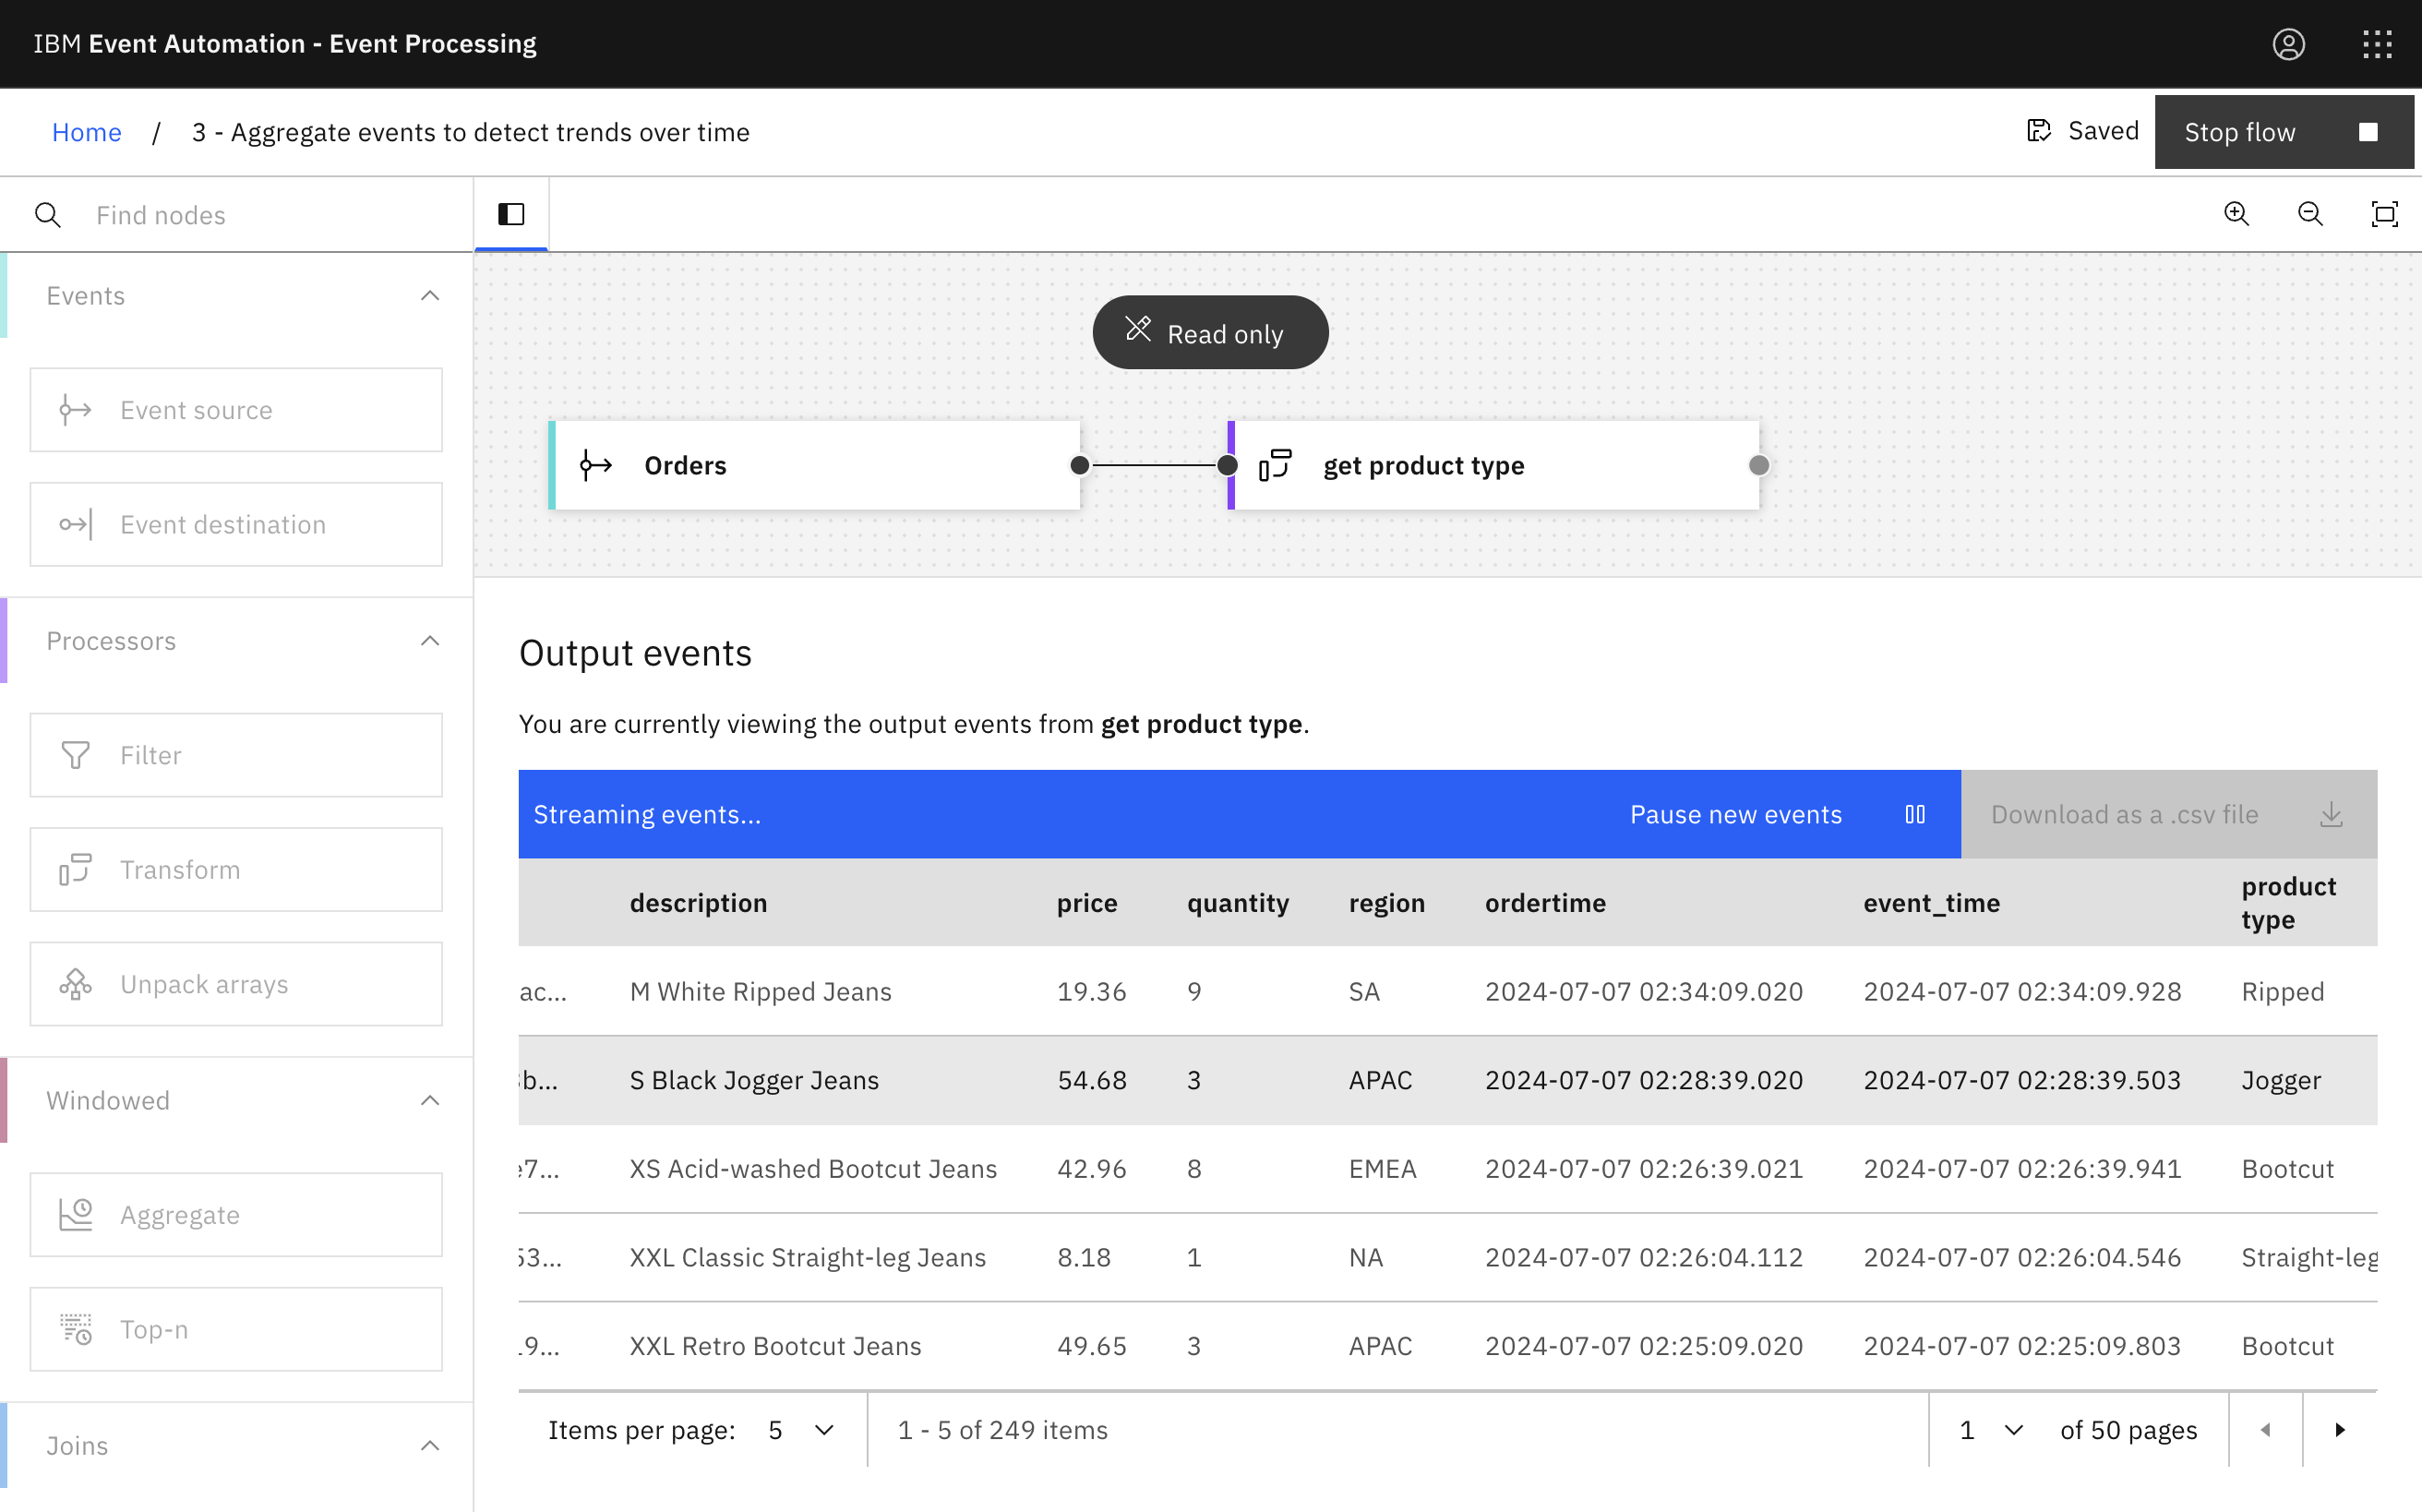 IBM Event Automation - Event Processing
Home / 3 - Aggregate events to detect trends over time
Saved
Stop flow
Find nodes
Events
Event source
Event destination
Processors
Filter
Transform
Unpack arrays
Windowed
Aggregate
Top-n
Joins
Read only
Orders
get product type
Output events
You are currently viewing the output events from get product type.
Streaming events...
Pause new events
Download as a .csv file
description price quantity region ordertime event_time product type
ac... M White Ripped Jeans 19.36 9 SA 2024-07-07 02:34:09.020 2024-07-07 02:34:09.928 Ripped
b... S Black Jogger Jeans 54.68 3 APAC 2024-07-07 02:28:39.020 2024-07-07 02:28:39.503 Jogger
e7... XS Acid-washed Bootcut Jeans 42.96 8 EMEA 2024-07-07 02:26:39.021 2024-07-07 02:26:39.941 Bootcut
53... XXL Classic Straight-leg Jeans 8.18 1 NA 2024-07-07 02:26:04.112 2024-07-07 02:26:04.546 Straight-leg
19... XXL Retro Bootcut Jeans 49.65 3 APAC 2024-07-07 02:25:09.020 2024-07-07 02:25:09.803 Bootcut
Items per page: 5
1 - 5 of 249 items
1 of 50 pages